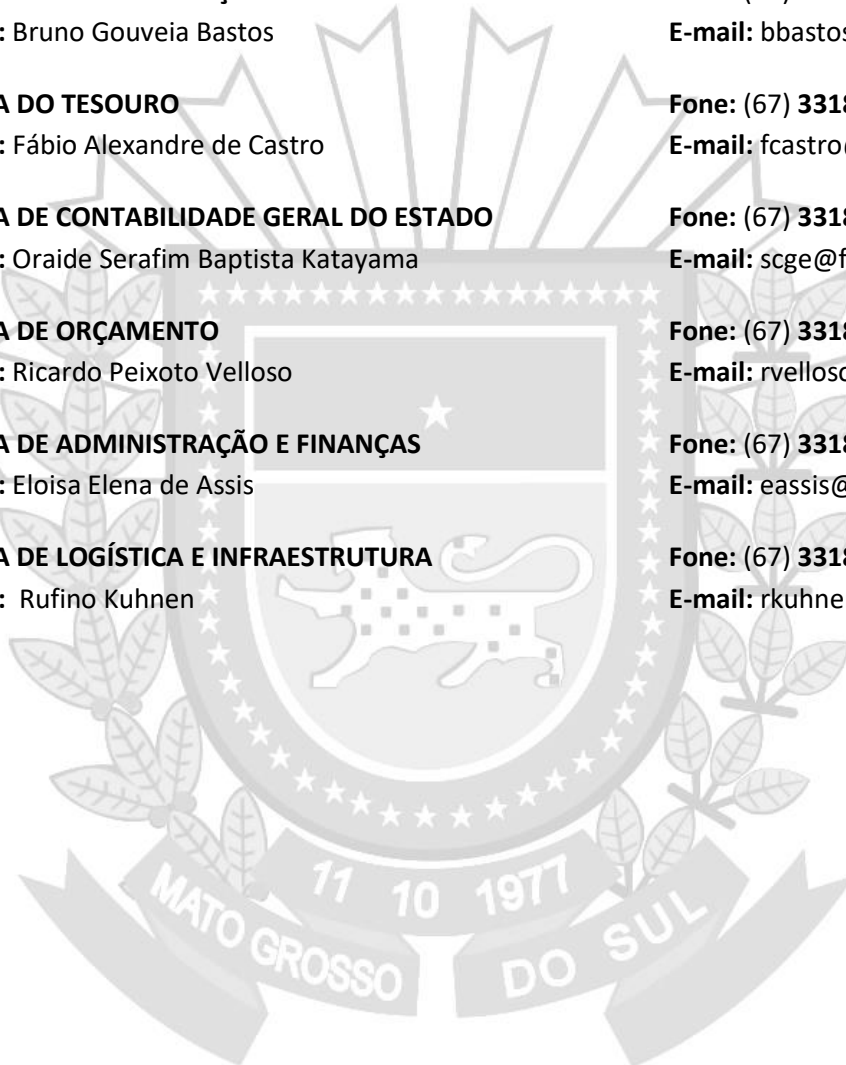 : Bruno Gouveia Bastos E-mail: bbastos
A DO TESOURO Fone: (67) 3318
: Fábio Alexandre de Castro E-mail: fcastro@
A DE CONTABILIDADE GERAL DO ESTADO Fone: (67) 3318
: Oraide Serafim Baptista Katayama E-mail: scge@f
A DE ORÇAMENTO Fone: (67) 3318
: Ricardo Peixoto Velloso E-mail: rvelloso
A DE ADMINISTRAÇÃO E FINANÇAS Fone: (67) 3318
: Eloisa Elena de Assis E-mail: eassis@
A DE LOGÍSTICA E INFRAESTRUTURA Fone: (67) 3318
: Rufino Kuhnen E-mail: rkuhne
11 10 1977
MATO GROSSO DO SUL